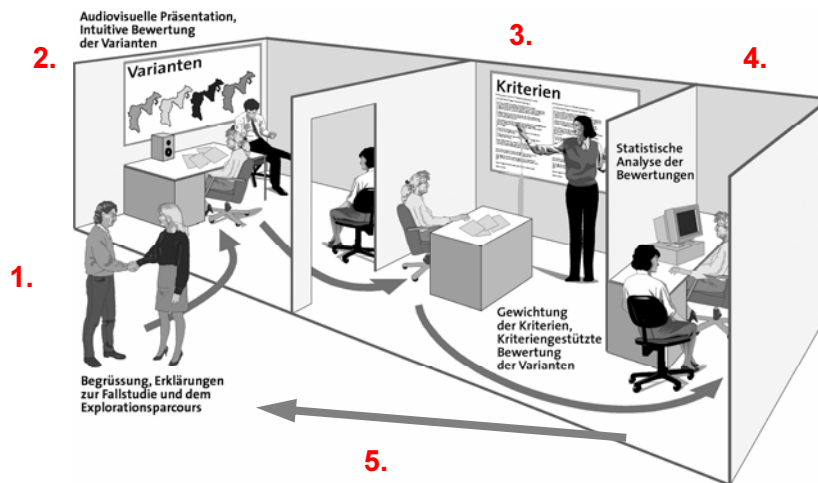 Audiovisuelle Präsentation,
Intuitive Bewertung
der Varianten
2.
3.
4.
Varianten
Kriterien
Statistische
Analyse der
Bewertungen
1.
Gewichtung
der Kriterien,
Kriteriengestützte
Bewertung
der Varianten
Begrüssung, Erklärungen
zur Fallstudie und dem
Explorationsparcours
5.